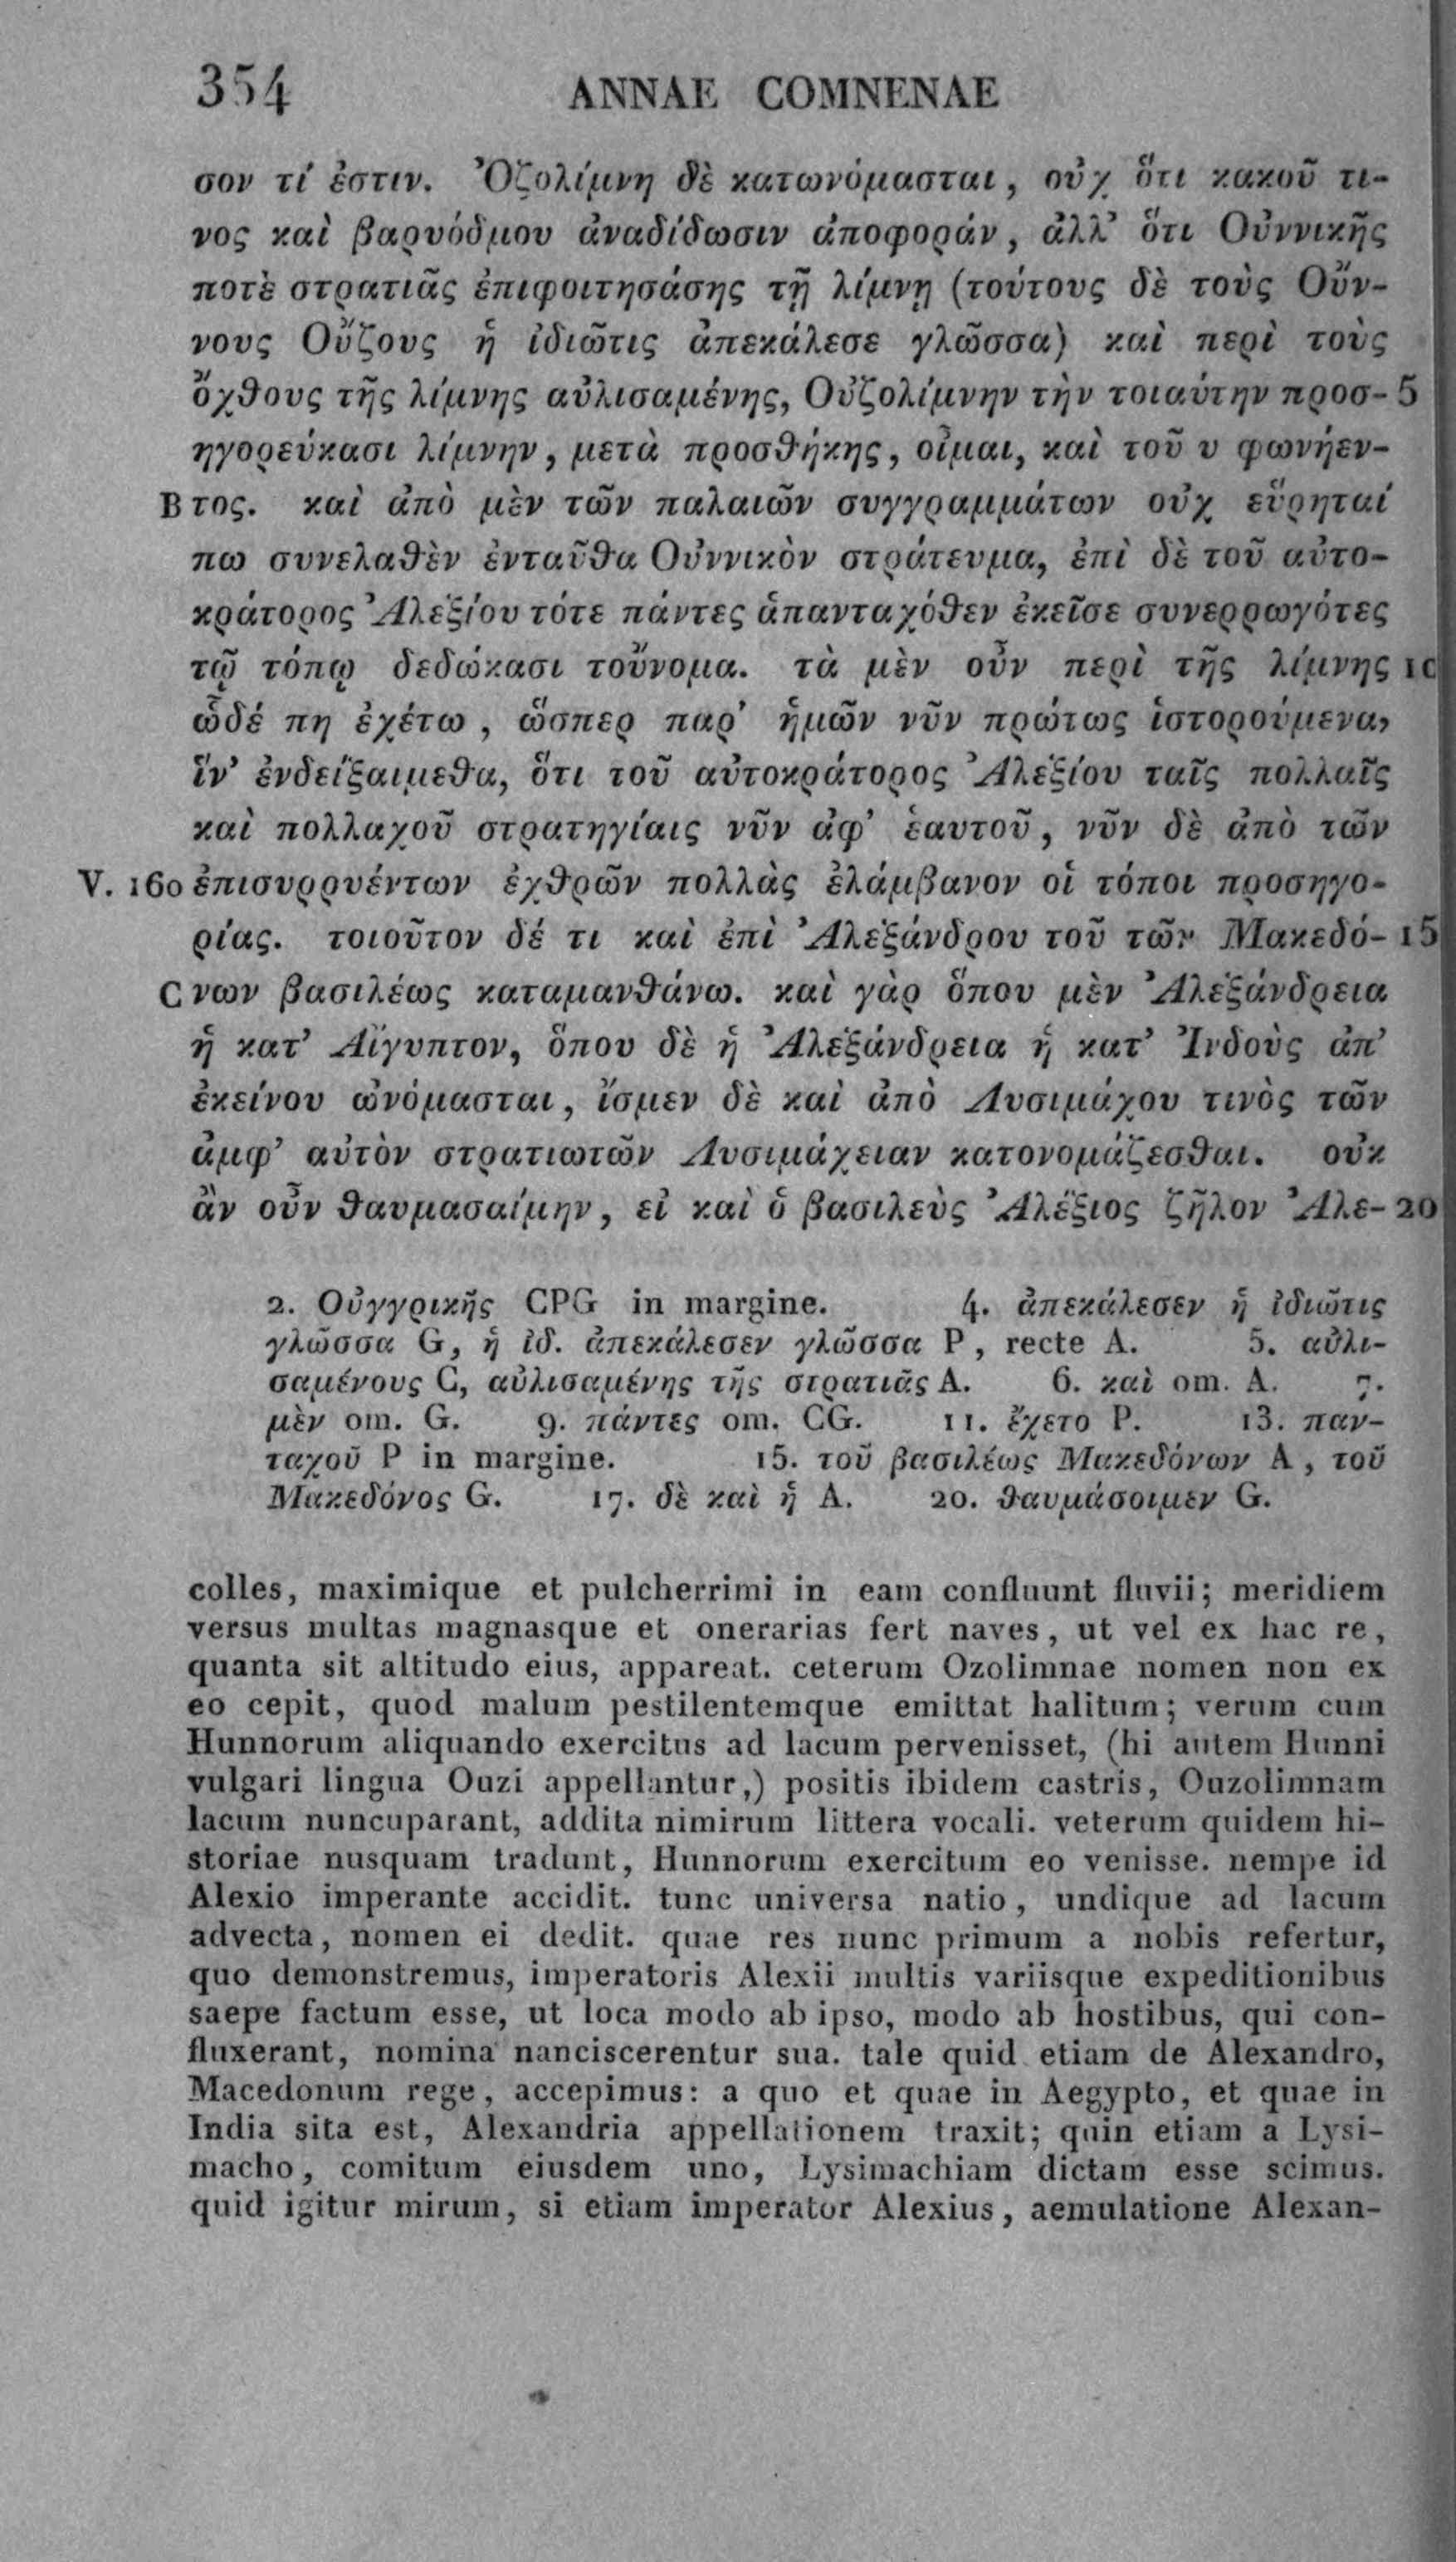 354 ANNAE COMNENAE
σον τί ἐστιν. Ὀζολίμνη δὲ κατωνόμασται, οὐχ ὅτι κακοῦ τι-
νος καὶ βαρυόδμου ἀναδίδωσιν ἀποφοράν, ἀλλ' ὅτι Οὐννικῆς
ποτὲ στρατιᾶς ἐπιφοιτησάσης τῇ λίμνῃ (τούτους δὲ τοὺς Οὔν-
νους Οὔζους ἡ ἰδιῶτις ἀπεκάλεσε γλῶσσα) καὶ περὶ τοὺς
ὄχθους τῆς λίμνης αὐλισαμένης, Οὐζολίμνην τὴν τοιαύτην προσ- 5
ηγορεύκασι λίμνην, μετὰ προσθήκης, οἶμαι, καὶ τοῦ υ φωνήεν-
B τος. καὶ ἀπὸ μὲν τῶν παλαιῶν συγγραμμάτων οὐχ εὕρηταί
πω συνελαθὲν ἐνταῦθα Οὐννικὸν στράτευμα, ἐπὶ δὲ τοῦ αὐτο-
κράτορος Ἀλεξίου τότε πάντες ἁπανταχόθεν ἐκεῖσε συνερρωγότες
τῷ τόπῳ δεδώκασι τοὔνομα. τὰ μὲν οὖν περὶ τῆς λίμνης 10
ὧδέ πη ἐχέτω, ὥσπερ παρ' ἡμῶν νῦν πρώτως ἱστορούμενα,
ἵν' ἐνδείξαιμεθα, ὅτι τοῦ αὐτοκράτορος Ἀλεξίου ταῖς πολλαῖς
καὶ πολλαχοῦ στρατηγίαις νῦν ἀφ' ἑαυτοῦ, νῦν δὲ ἀπὸ τῶν
V. 160 ἐπισυρρυέντων ἐχθρῶν πολλὰς ἐλάμβανον οἱ τόποι προσηγο-
ρίας. τοιοῦτον δέ τι καὶ ἐπὶ Ἀλεξάνδρου τοῦ τῶν Μακεδό- 15
C νων βασιλέως καταμανθάνω. καὶ γὰρ ὅπου μὲν Ἀλεξάνδρεια
ἡ κατ' Αἴγυπτον, ὅπου δὲ ἡ Ἀλεξάνδρεια ἡ κατ' Ἰνδοὺς ἀπ'
ἐκείνου ὠνόμασται, ἴσμεν δὲ καὶ ἀπὸ Λυσιμάχου τινὸς τῶν
ἀμφ' αὐτὸν στρατιωτῶν Λυσιμάχειαν κατονομάζεσθαι. οὐκ
ἂν οὖν θαυμασαίμην, εἰ καὶ ὁ βασιλεὺς Ἀλέξιος ζῆλον Ἀλε- 20
2. Οὐγγρικῆς CPG in margine. 4. ἀπεκάλεσεν ἡ ἰδιῶτις
γλῶσσα G, ἡ ἰδ. ἀπεκάλεσεν γλῶσσα P, recte A. 5. αὐλι-
σαμένους C, αὐλισαμένης τῆς στρατιᾶς A. 6. καὶ om. A. 7.
μὲν om. G. 9. πάντες om. CG. 11. ἔχετο P. 13. παν-
ταχοῦ P in margine. 15. τοῦ βασιλέως Μακεδόνων A, τοῦ
Μακεδόνος G. 17. δὲ καὶ ἡ A. 20. θαυμάσοιμεν G.
colles, maximique et pulcherrimi in eam confluunt fluvii; meridiem
versus multas magnasque et onerarias fert naves, ut vel ex hac re,
quanta sit altitudo eius, appareat. ceterum Ozolimnae nomen non ex
eo cepit, quod malum pestilentemque emittat halitum; verum cum
Hunnorum aliquando exercitus ad lacum pervenisset, (hi autem Hunni
vulgari lingua Ouzi appellantur,) positis ibidem castris, Ouzolimnam
lacum nuncuparant, addita nimirum littera vocali. veterum quidem hi-
storiae nusquam tradunt, Hunnorum exercitum eo venisse. nempe id
Alexio imperante accidit. tunc universa natio, undique ad lacum
advecta, nomen ei dedit. quae res nunc primum a nobis refertur,
quo demonstremus, imperatoris Alexii multis variisque expeditionibus
saepe factum esse, ut loca modo ab ipso, modo ab hostibus, qui con-
fluxerant, nomina nanciscerentur sua. tale quid etiam de Alexandro,
Macedonum rege, accepimus: a quo et quae in Aegypto, et quae in
India sita est, Alexandria appellationem traxit; quin etiam a Lysi-
macho, comitum eiusdem uno, Lysimachiam dictam esse scimus.
quid igitur mirum, si etiam imperator Alexius, aemulatione Alexan-